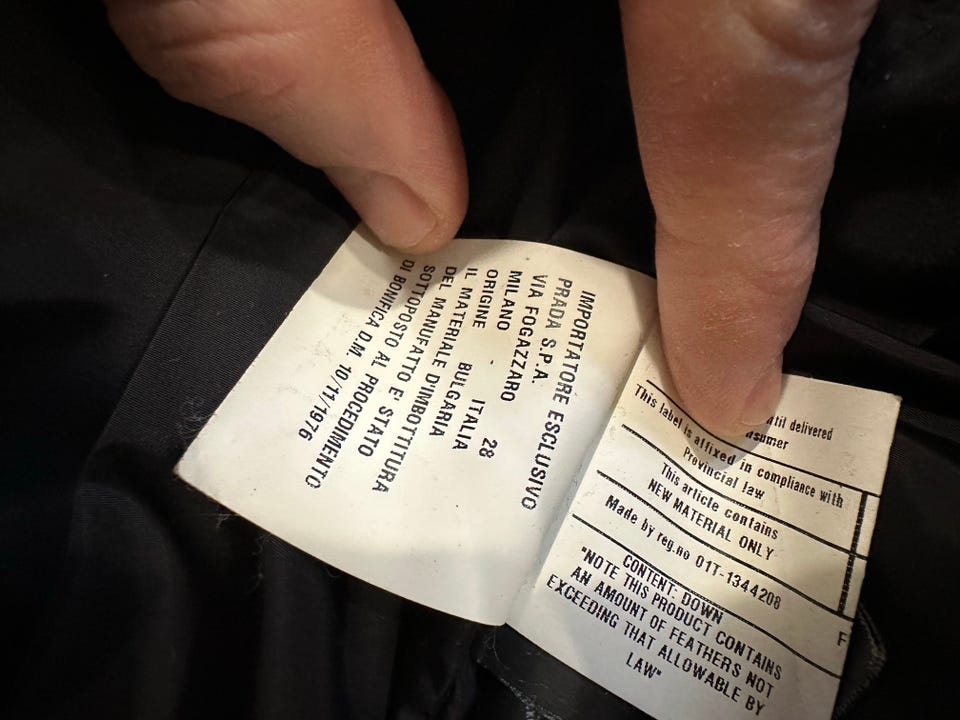 IMPORTATORE ESCLUSIVO
PRADA S.P.A.
VIA FOGAZZARO 28
MILANO - ITALIA
ORIGINE BULGARIA
IL MATERIALE D'IMBOTTITURA
DEL MANUFATTO E' STATO
SOTTOPOSTO AL PROCEDIMENTO
DI BONIFICA D.M. 10/11/1976
delivered
This label is affixed in compliance with
Provincial law
This article contains
NEW MATERIAL ONLY
Made by reg.no 01T-1344208
F
CONTENT: DOWN
"NOTE THIS PRODUCT CONTAINS
AN AMOUNT OF FEATHERS NOT
EXCEEDING THAT ALLOWABLE BY
LAW"